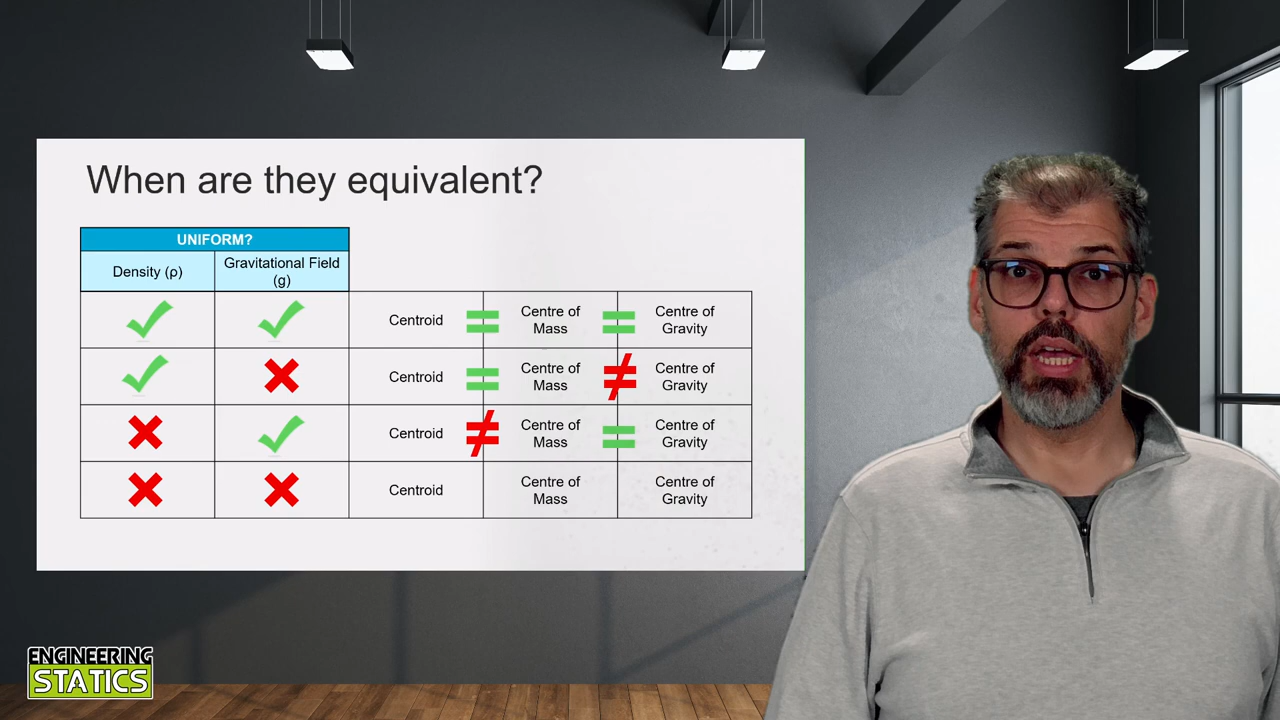 When are they equivalent?
UNIFORM?
Density (ρ)
Gravitational Field
(g)
Centroid = Centre of
Mass = Centre of
Gravity
Centroid = Centre of
Mass ≠ Centre of
Gravity
Centroid ≠ Centre of
Mass = Centre of
Gravity
Centroid
Centre of
Mass
Centre of
Gravity
ENGINEERING
STATICS